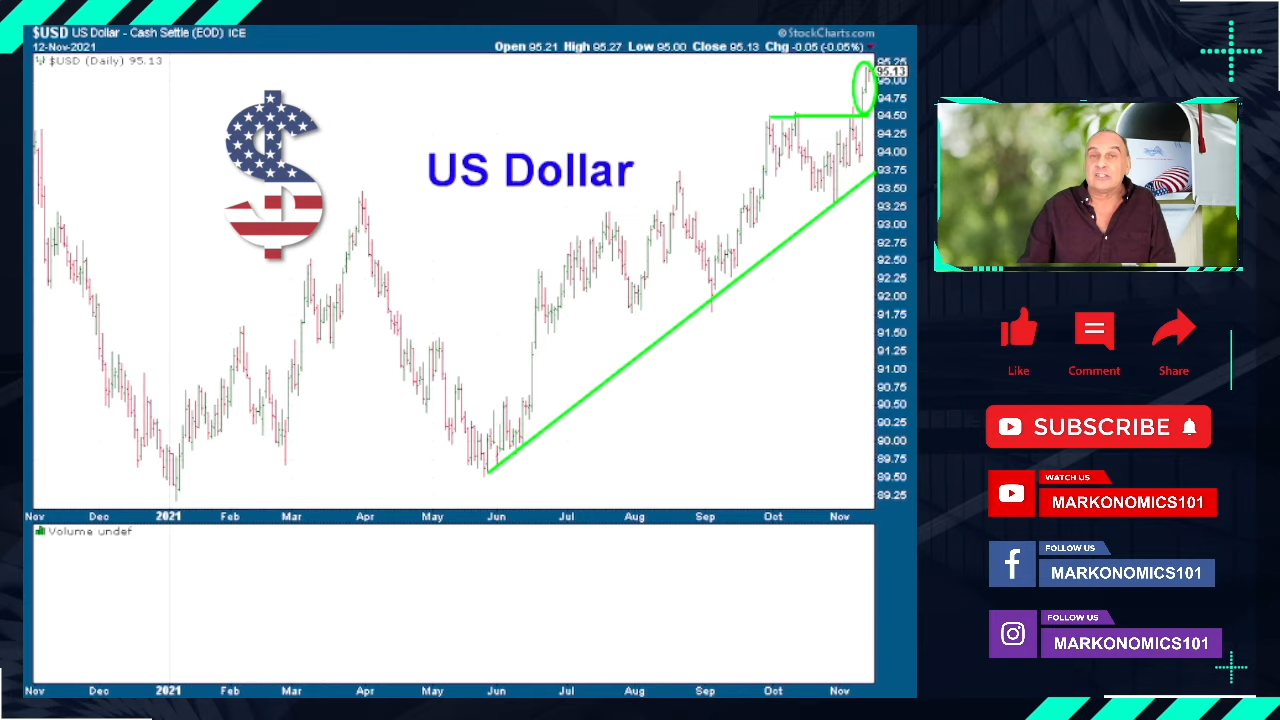 $USD US Dollar - Cash Settle (EOD) ICE
© StockCharts.com
12-Nov-2021
Open 95.21 High 95.27 Low 95.00 Close 95.13 Chg -0.05 (-0.05%)
$USD (Daily) 95.13
US Dollar
95.25
95.13
95.00
94.75
94.50
94.25
94.00
93.75
93.50
93.25
93.00
92.75
92.50
92.25
92.00
91.75
91.50
91.25
91.00
90.75
90.50
90.25
90.00
89.75
89.50
89.25
Nov Dec 2021 Feb Mar Apr May Jun Jul Aug Sep Oct Nov
Volume undef
Nov Dec 2021 Feb Mar Apr May Jun Jul Aug Sep Oct Nov
Like Comment Share
SUBSCRIBE
WATCH US
MARKONOMICS101
FOLLOW US
MARKONOMICS101
FOLLOW US
MARKONOMICS101